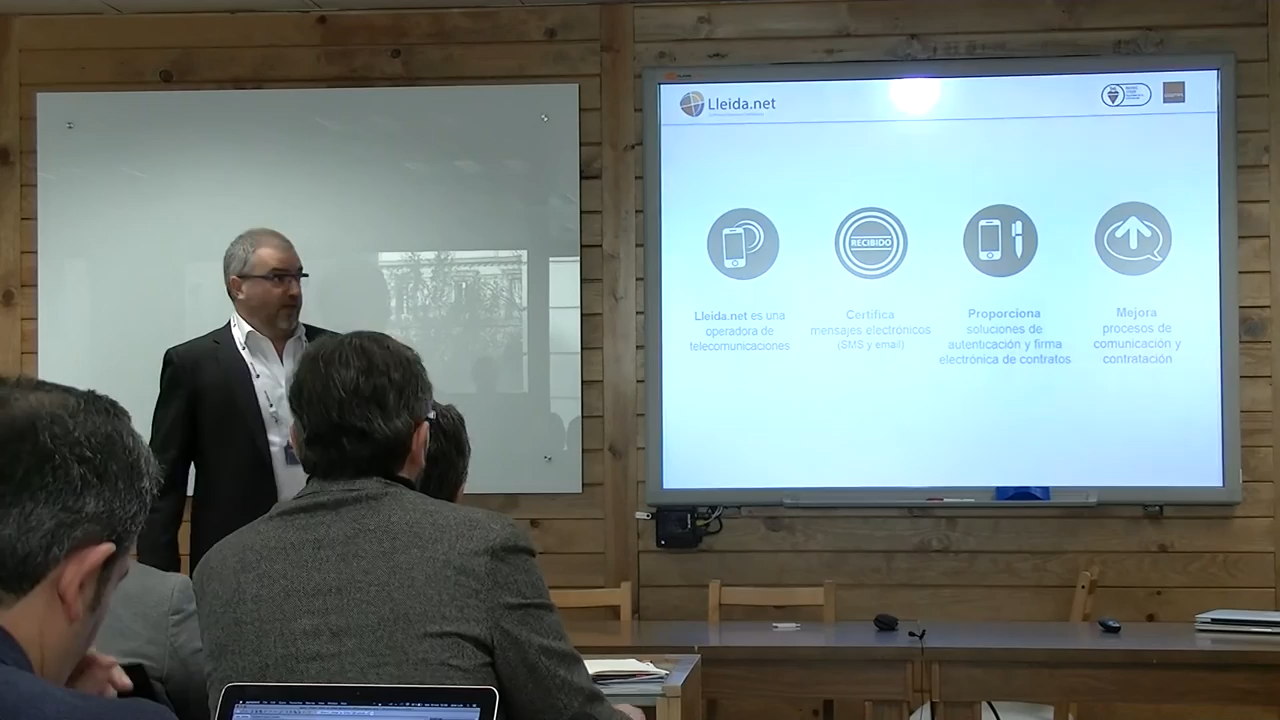 Lleida.net
RECIBIDO
Lleida.net es una
operadora de
telecomunicaciones
Certifica
mensajes electrónicos
(SMS y email)
Proporciona
soluciones de
autenticación y firma
electrónica de contratos
Mejora
procesos de
comunicación y
contratación